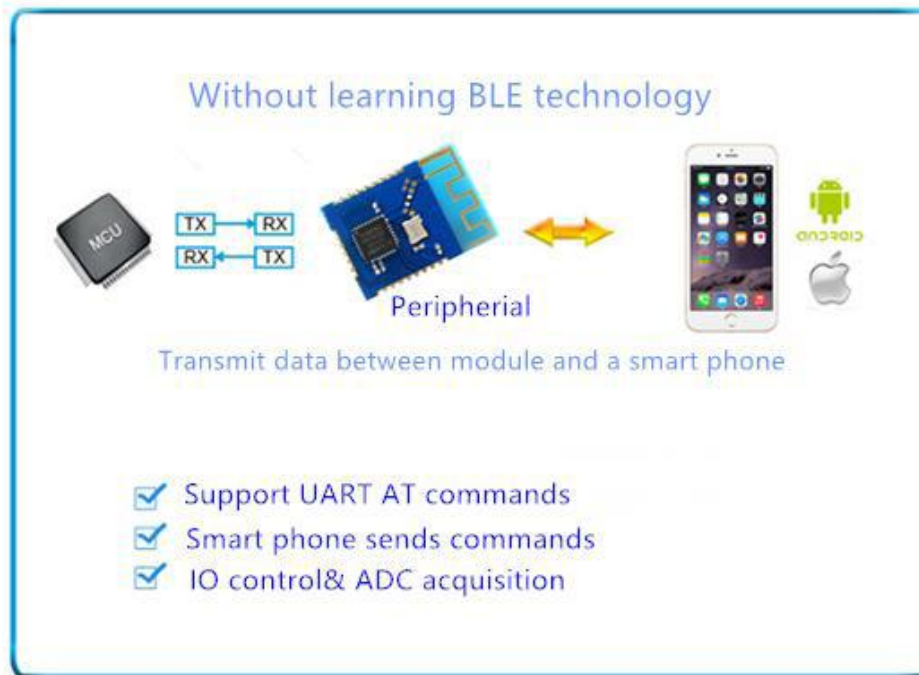 Without learning BLE technology
MCU
TX RX
RX TX
ANDROID
Peripherial
Transmit data between module and a smart phone
Support UART AT commands
Smart phone sends commands
IO control& ADC acquisition